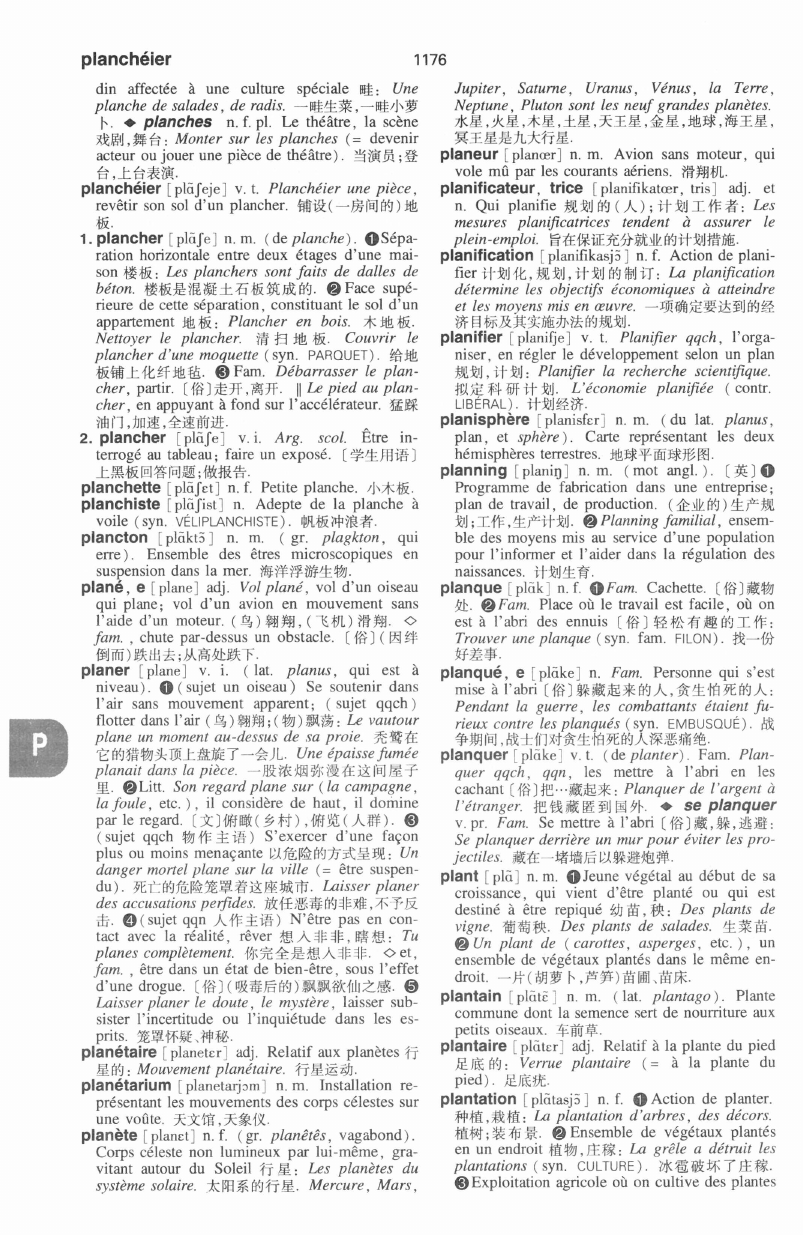 planchéier
1176
din affectée à une culture spéciale 畦: Une
planche de salades, de radis. 一畦生菜,一畦小萝
卜. ◆ planches n. f. pl. Le théâtre, la scène
戏剧,舞台: Monter sur les planches (= devenir
acteur ou jouer une pièce de théâtre). 当演员;登
台,上台表演.
planchéier [plɑ̃ʃeje] v. t. Planchéier une pièce,
revêtir son sol d'un plancher. 铺设(一房间的)地
板.
1. plancher [plɑ̃ʃe] n. m. (de planche). ❶Sépa-
ration horizontale entre deux étages d'une mai-
son 楼板: Les planchers sont faits de dalles de
béton. 楼板是混凝土石板筑成的. ❷Face supé-
rieure de cette séparation, constituant le sol d'un
appartement 地板: Plancher en bois. 木地板.
Nettoyer le plancher. 清扫地板. Couvrir le
plancher d'une moquette (syn. PARQUET). 给地
板铺上化纤地毯. ❸Fam. Débarrasser le plan-
cher, partir. [俗]走开,离开. ‖ Le pied au plan-
cher, en appuyant à fond sur l'accélérateur. 猛踩
油门,加速,全速前进.
2. plancher [plɑ̃ʃe] v. i. Arg. scol. Être in-
terrogé au tableau; faire un exposé. [学生用语]
上黑板回答问题;做报告.
planchette [plɑ̃ʃɛt] n. f. Petite planche. 小木板.
planchiste [plɑ̃ʃist] n. Adepte de la planche à
voile (syn. VÉLIPLANCHISTE). 帆板冲浪者.
plancton [plɑ̃ktɔ̃] n. m. (gr. plagkton, qui
erre). Ensemble des êtres microscopiques en
suspension dans la mer. 海洋浮游生物.
plané, e [plane] adj. Vol plané, vol d'un oiseau
qui plane; vol d'un avion en mouvement sans
l'aide d'un moteur. (鸟)翱翔,(飞机)滑翔. ◇
fam., chute par-dessus un obstacle. [俗](因绊
倒而)跌出去;从高处跌下.
planer [plane] v. i. (lat. planus, qui est à
niveau). ❶(sujet un oiseau) Se soutenir dans
l'air sans mouvement apparent; (sujet qqch)
flotter dans l'air (鸟)翱翔;(物)飘荡: Le vautour
plane un moment au-dessus de sa proie. 秃鹫在
它的猎物头顶上盘旋了一会儿. Une épaisse fumée
planait dans la pièce. 一股浓烟弥漫在这间屋子
里. ❷Litt. Son regard plane sur (la campagne,
la foule, etc.), il considère de haut, il domine
par le regard. [文]俯瞰(乡村),俯览(人群). ❸
(sujet qqch 物作主语) S'exercer d'une façon
plus ou moins menaçante 以危险的方式呈现: Un
danger mortel plane sur la ville (= être suspen-
du). 死亡的危险笼罩着这座城市. Laisser planer
des accusations perfides. 放任恶毒的非难,不予反
击. ❹(sujet qqn 人作主语) N'être pas en con-
tact avec la réalité, rêver 想入非非,瞎想: Tu
planes complètement. 你完全是想入非非. ◇et,
fam., être dans un état de bien-être, sous l'effet
d'une drogue. [俗](吸毒后的)飘飘欲仙之感. ❺
Laisser planer le doute, le mystère, laisser sub-
sister l'incertitude ou l'inquiétude dans les es-
prits. 笼罩怀疑、神秘.
planétaire [planetɛr] adj. Relatif aux planètes 行
星的: Mouvement planétaire. 行星运动.
planétarium [planetarjɔm] n. m. Installation re-
présentant les mouvements des corps célestes sur
une voûte. 天文馆,天象仪.
planète [planɛt] n. f. (gr. planêtês, vagabond).
Corps céleste non lumineux par lui-même, gra-
vitant autour du Soleil 行星: Les planètes du
système solaire. 太阳系的行星. Mercure, Mars,
Jupiter, Saturne, Uranus, Vénus, la Terre,
Neptune, Pluton sont les neuf grandes planètes.
水星,火星,木星,土星,天王星,金星,地球,海王星,
冥王星是九大行星.
planeur [planœr] n. m. Avion sans moteur, qui
vole mû par les courants aériens. 滑翔机.
planificateur, trice [planifikatœr, tris] adj. et
n. Qui planifie 规划的(人);计划工作者: Les
mesures planificatrices tendent à assurer le
plein-emploi. 旨在保证充分就业的计划措施.
planification [planifikasjɔ̃] n. f. Action de plani-
fier 计划化,规划,计划的制订: La planification
détermine les objectifs économiques à atteindre
et les moyens mis en œuvre. 一项确定要达到的经
济目标及其实施办法的规划.
planifier [planifje] v. t. Planifier qqch, l'orga-
niser, en régler le développement selon un plan
规划,计划: Planifier la recherche scientifique.
拟定科研计划. L'économie planifiée (contr.
LIBÉRAL). 计划经济.
planisphère [planisfɛr] n. m. (du lat. planus,
plan, et sphère). Carte représentant les deux
hémisphères terrestres. 地球平面球形图.
planning [planiŋ] n. m. (mot angl.). [英]❶
Programme de fabrication dans une entreprise;
plan de travail, de production. (企业的)生产规
划;工作,生产计划. ❷Planning familial, ensem-
ble des moyens mis au service d'une population
pour l'informer et l'aider dans la régulation des
naissances. 计划生育.
planque [plɑ̃k] n. f. ❶Fam. Cachette. [俗]藏物
处. ❷Fam. Place où le travail est facile, où on
est à l'abri des ennuis [俗]轻松有趣的工作:
Trouver une planque (syn. fam. FILON). 找一份
好差事.
planqué, e [plɑ̃ke] n. Fam. Personne qui s'est
mise à l'abri [俗]躲藏起来的人,贪生怕死的人:
Pendant la guerre, les combattants étaient fu-
rieux contre les planqués (syn. EMBUSQUÉ). 战
争期间,战士们对贪生怕死的人深恶痛绝.
planquer [plɑ̃ke] v. t. (de planter). Fam. Plan-
quer qqch, qqn, les mettre à l'abri en les
cachant [俗]把…藏起来: Planquer de l'argent à
l'étranger. 把钱藏匿到国外. ◆ se planquer
v. pr. Fam. Se mettre à l'abri [俗]藏,躲,逃避:
Se planquer derrière un mur pour éviter les pro-
jectiles. 藏在一堵墙后以躲避炮弹.
plant [plɑ̃] n. m. ❶Jeune végétal au début de sa
croissance, qui vient d'être planté ou qui est
destiné à être repiqué 幼苗,秧: Des plants de
vigne. 葡萄秧. Des plants de salades. 生菜苗.
❷Un plant de (carottes, asperges, etc.), un
ensemble de végétaux plantés dans le même en-
droit. 一片(胡萝卜,芦笋)苗圃、苗床.
plantain [plɑ̃tɛ̃] n. m. (lat. plantago). Plante
commune dont la semence sert de nourriture aux
petits oiseaux. 车前草.
plantaire [plɑ̃tɛr] adj. Relatif à la plante du pied
足底的: Verrue plantaire (= à la plante du
pied). 足底疣.
plantation [plɑ̃tasjɔ̃] n. f. ❶Action de planter.
种植,栽植: La plantation d'arbres, des décors.
植树;装布景. ❷Ensemble de végétaux plantés
en un endroit 植物,庄稼: La grêle a détruit les
plantations (syn. CULTURE). 冰雹破坏了庄稼.
❸Exploitation agricole où on cultive des plantes
P